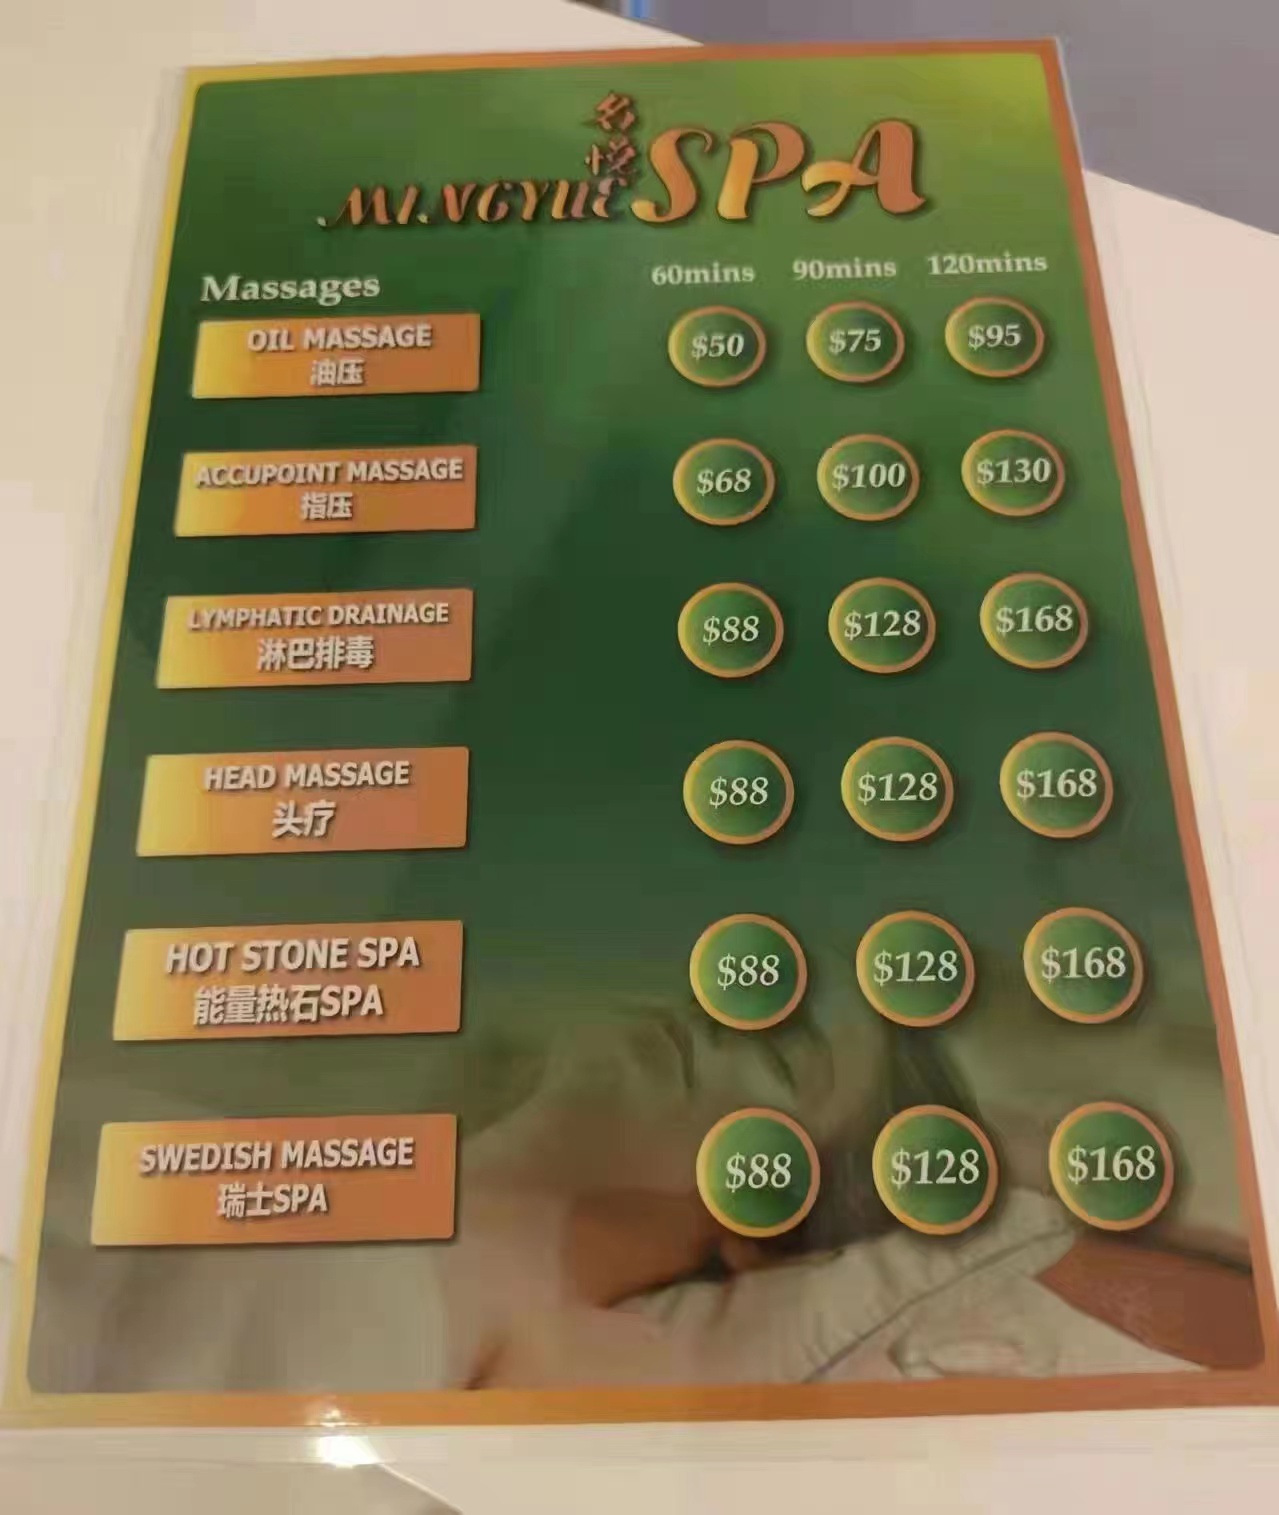 名悦
MINGYUE SPA
Massages 60mins 90mins 120mins
OIL MASSAGE
油压
$50 $75 $95
ACCUPOINT MASSAGE
指压
$68 $100 $130
LYMPHATIC DRAINAGE
淋巴排毒
$88 $128 $168
HEAD MASSAGE
头疗
$88 $128 $168
HOT STONE SPA
能量热石SPA
$88 $128 $168
SWEDISH MASSAGE
瑞士SPA
$88 $128 $168